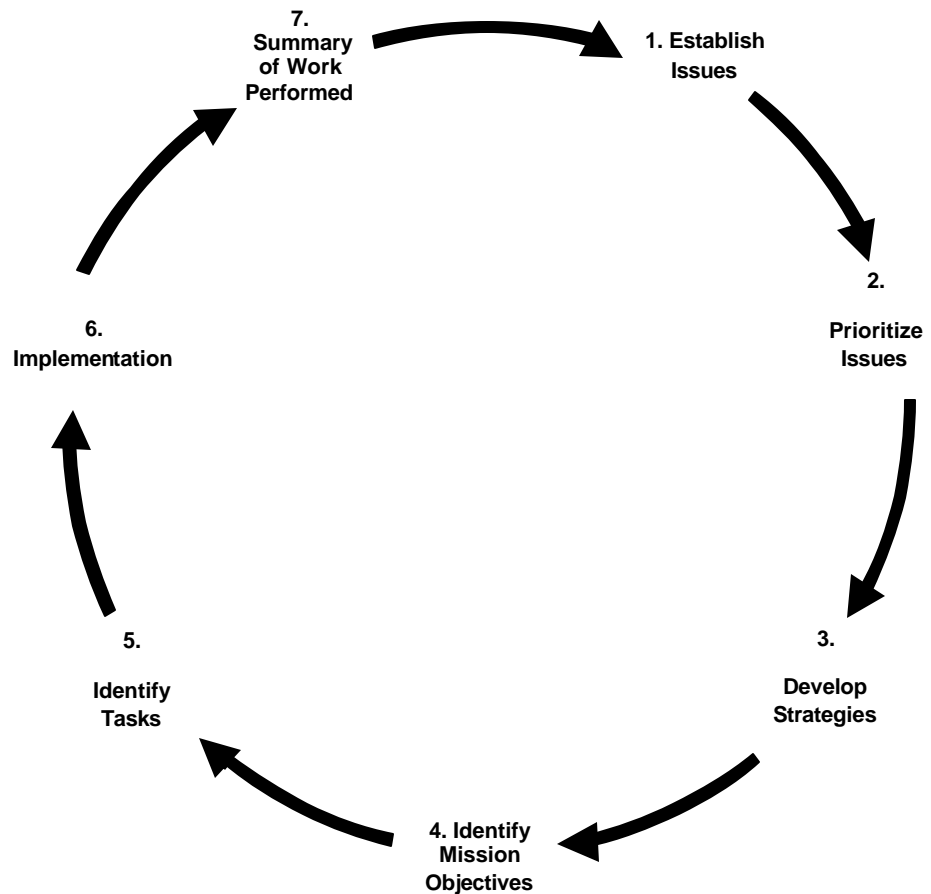 7.
Summary
of Work
Performed
1. Establish
Issues
2.
Prioritize
Issues
3.
Develop
Strategies
4. Identify
Mission
Objectives
5.
Identify
Tasks
6.
Implementation